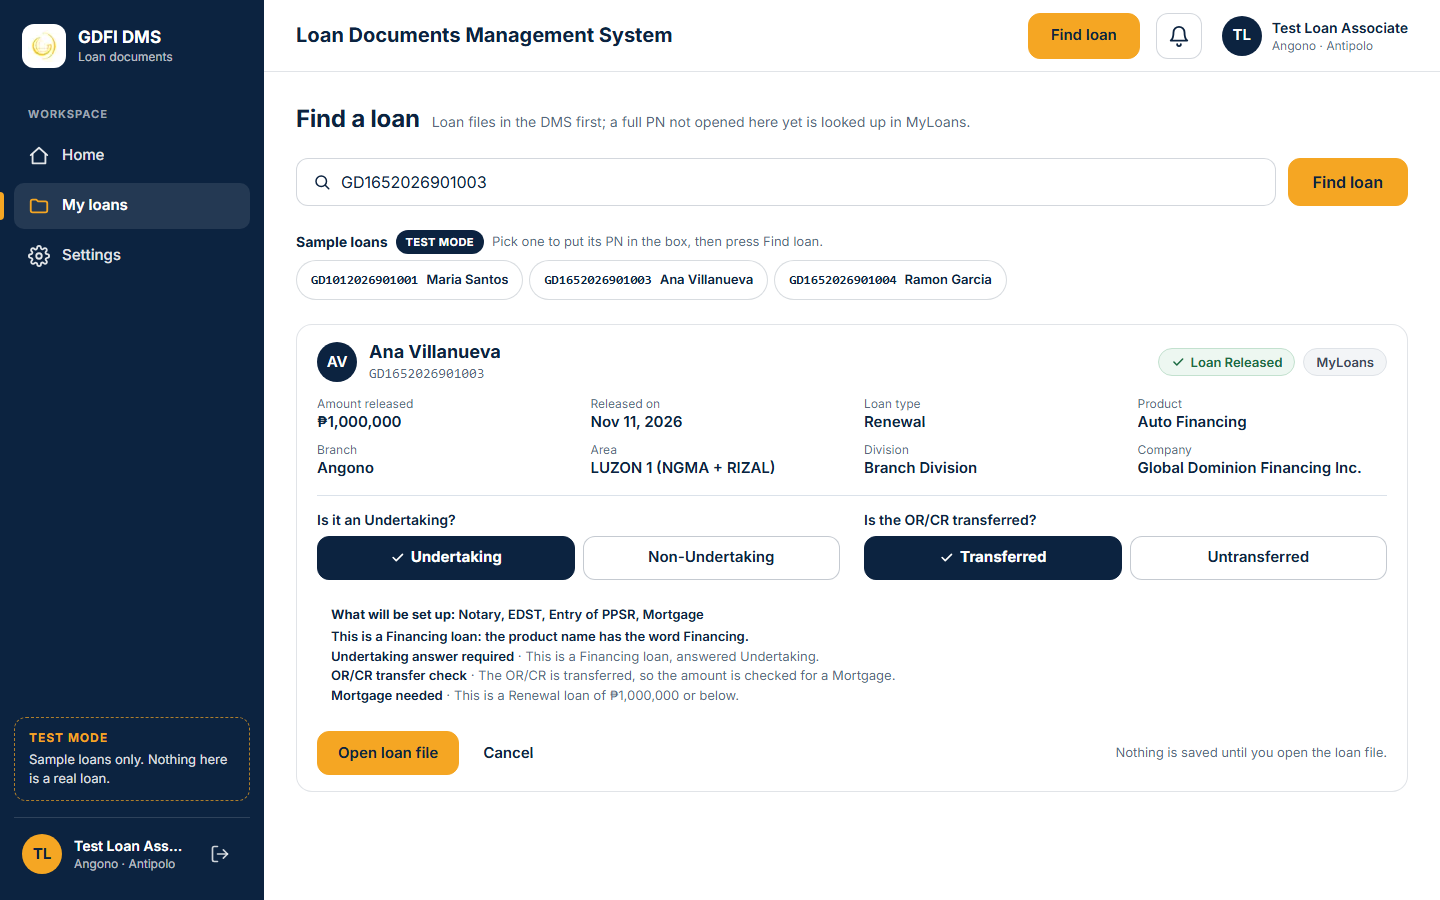 GDFI DMS
Loan documents
WORKSPACE
Home
My loans
Settings
TEST MODE
Sample loans only. Nothing here
is a real loan.
TL
Test Loan Ass...
Angono · Antipolo
Loan Documents Management System
Find loan
TL
Test Loan Associate
Angono · Antipolo
Find a loan
Loan files in the DMS first; a full PN not opened here yet is looked up in MyLoans.
GD1652026901003
Find loan
Sample loans
TEST MODE
Pick one to put its PN in the box, then press Find loan.
GD1012026901001 Maria Santos
GD1652026901003 Ana Villanueva
GD1652026901004 Ramon Garcia
AV
Ana Villanueva
GD1652026901003
Loan Released
MyLoans
Amount released
₱1,000,000
Released on
Nov 11, 2026
Loan type
Renewal
Product
Auto Financing
Branch
Angono
Area
LUZON 1 (NGMA + RIZAL)
Division
Branch Division
Company
Global Dominion Financing Inc.
Is it an Undertaking?
Undertaking
Non-Undertaking
Is the OR/CR transferred?
Transferred
Untransferred
What will be set up: Notary, EDST, Entry of PPSR, Mortgage
This is a Financing loan: the product name has the word Financing.
Undertaking answer required · This is a Financing loan, answered Undertaking.
OR/CR transfer check · The OR/CR is transferred, so the amount is checked for a Mortgage.
Mortgage needed · This is a Renewal loan of ₱1,000,000 or below.
Open loan file
Cancel
Nothing is saved until you open the loan file.